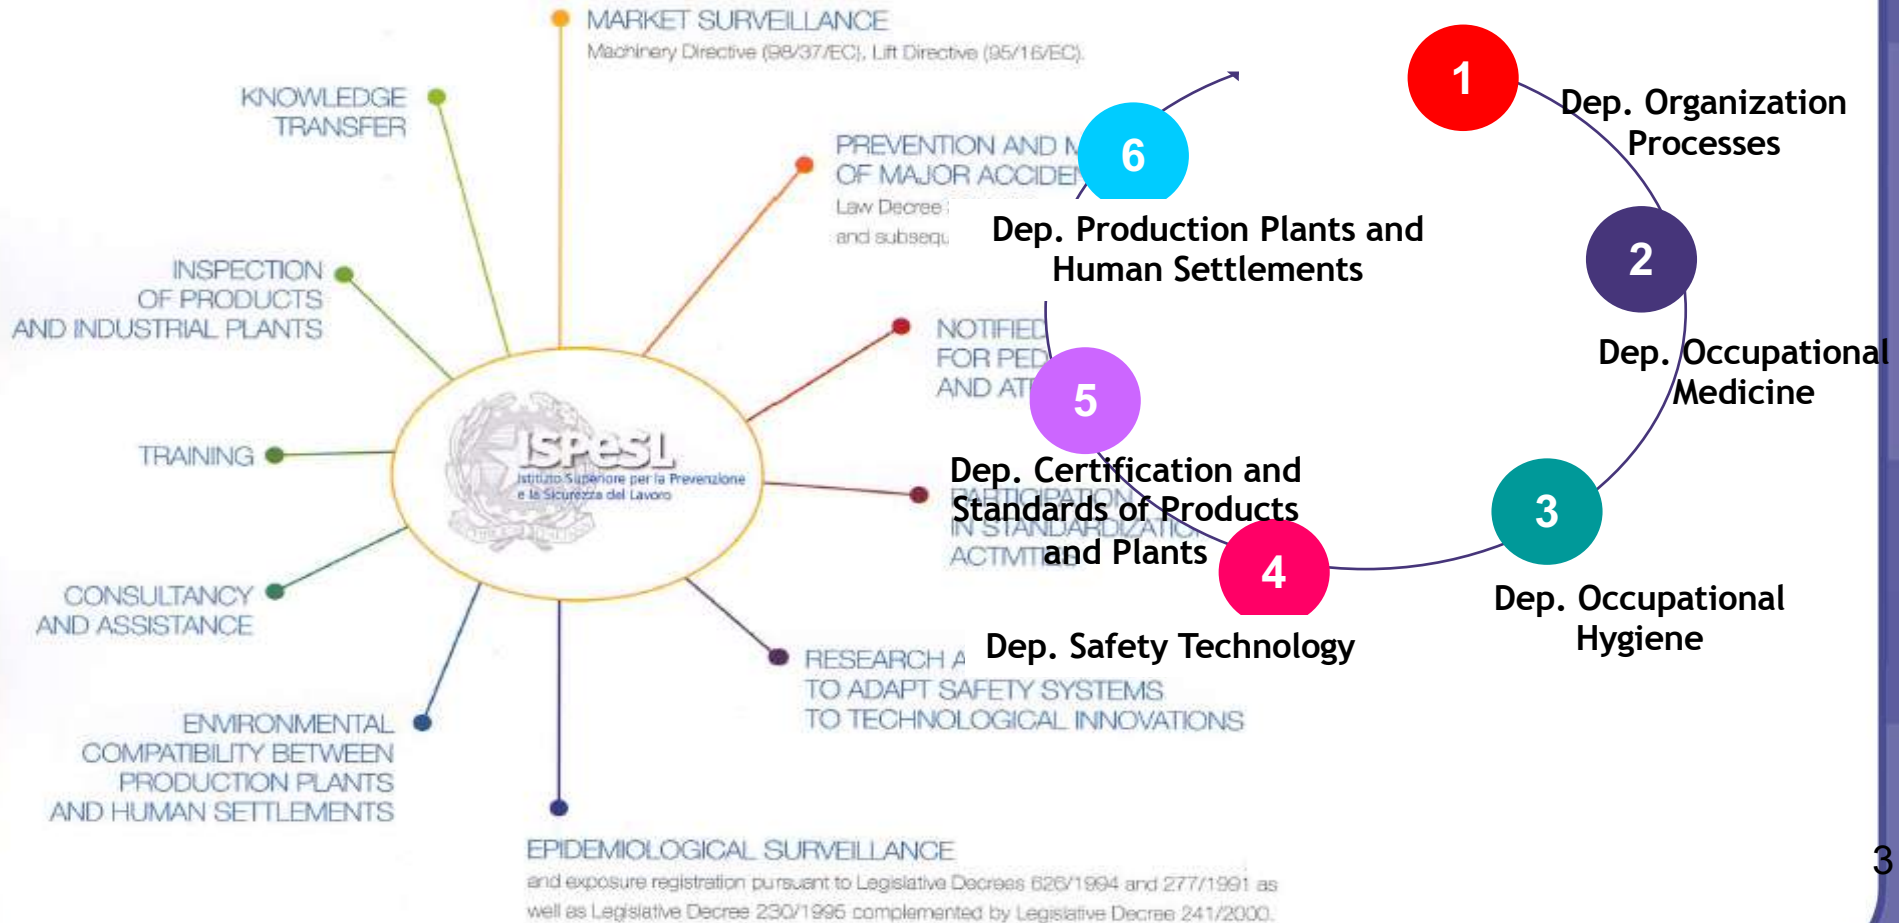 MARKET SURVEILLANCE
Machinery Directive (98/37/EC), Lift Directive (95/16/EC).
KNOWLEDGE
TRANSFER
PREVENTION AND
OF MAJOR
Law Decree
and
INSPECTION
OF PRODUCTS
AND INDUSTRIAL PLANTS
NOTIFIED
FOR PED
AND
TRAINING
ISPESL
Istituto Superiore per la Prevenzione
e la Sicurezza del Lavoro
PARTICIPATION
IN
ACTIVITIES
CONSULTANCY
AND ASSISTANCE
RESEARCH
TO ADAPT SAFETY SYSTEMS
TO TECHNOLOGICAL INNOVATIONS
ENVIRONMENTAL
COMPATIBILITY BETWEEN
PRODUCTION PLANTS
AND HUMAN SETTLEMENTS
EPIDEMIOLOGICAL SURVEILLANCE
and exposure registration pursuant to Legislative Decrees 626/1994 and 277/1991 as
well as Legislative Decree 230/1995 complemented by Legislative Decree 241/2000.
1
Dep. Organization
Processes
2
Dep. Occupational
Medicine
3
Dep. Occupational
Hygiene
4
Dep. Safety Technology
5
Dep. Certification and
Standards of Products
and Plants
6
Dep. Production Plants and
Human Settlements
3